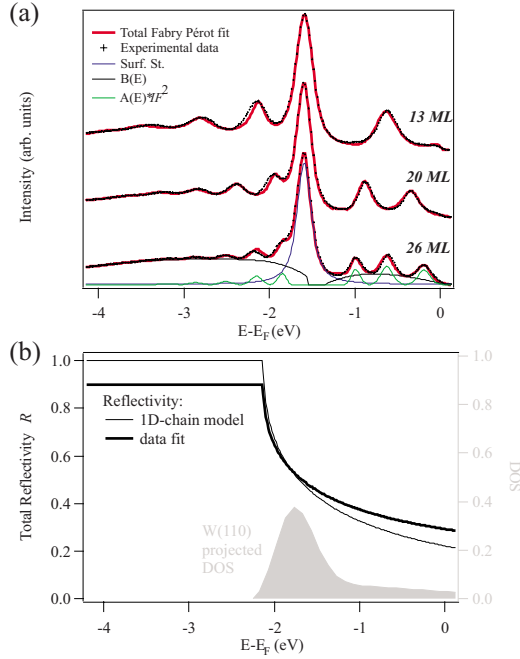 (a)
Total Fabry Pérot fit
Experimental data
Surf. St.
B(E)
A(E)*/F²
13 ML
20 ML
26 ML
Intensity (arb. units)
-4 -3 -2 -1 0
E-E_F (eV)
(b)
1.0
0.8
0.6
0.4
0.2
0.0
Total Reflectivity R
Reflectivity:
1D-chain model
data fit
W(110)
projected
DOS
1.0
0.8
0.6
0.4
0.2
0.0
DOS
-4 -3 -2 -1 0
E-E_F (eV)